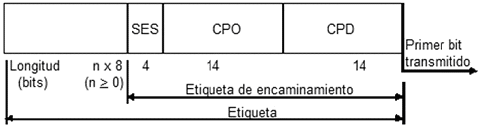 SES CPO CPD
Primer bit
transmitido
Longitud n x 8 4 14 14
(bits) (n ≥ 0)
Etiqueta de encaminamiento
Etiqueta